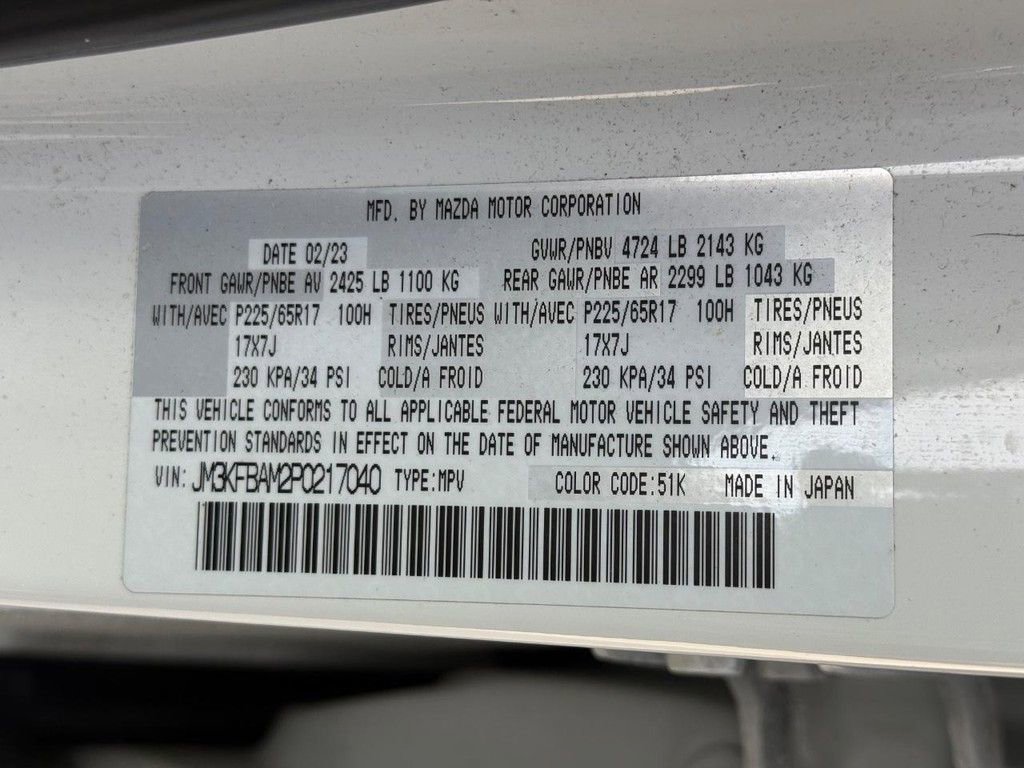 MFD. BY MAZDA MOTOR CORPORATION
DATE 02/23 GVWR/PNBV 4724 LB 2143 KG
FRONT GAWR/PNBE AV 2425 LB 1100 KG REAR GAWR/PNBE AR 2299 LB 1043 KG
WITH/AVEC P225/65R17 100H TIRES/PNEUS WITH/AVEC P225/65R17 100H TIRES/PNEUS
17X7J RIMS/JANTES 17X7J RIMS/JANTES
230 KPA/34 PSI COLD/A FROID 230 KPA/34 PSI COLD/A FROID
THIS VEHICLE CONFORMS TO ALL APPLICABLE FEDERAL MOTOR VEHICLE SAFETY AND THEFT
PREVENTION STANDARDS IN EFFECT ON THE DATE OF MANUFACTURE SHOWN ABOVE.
VIN: JM3KFBAM2P0217040 TYPE:MPV COLOR CODE:51K MADE IN JAPAN